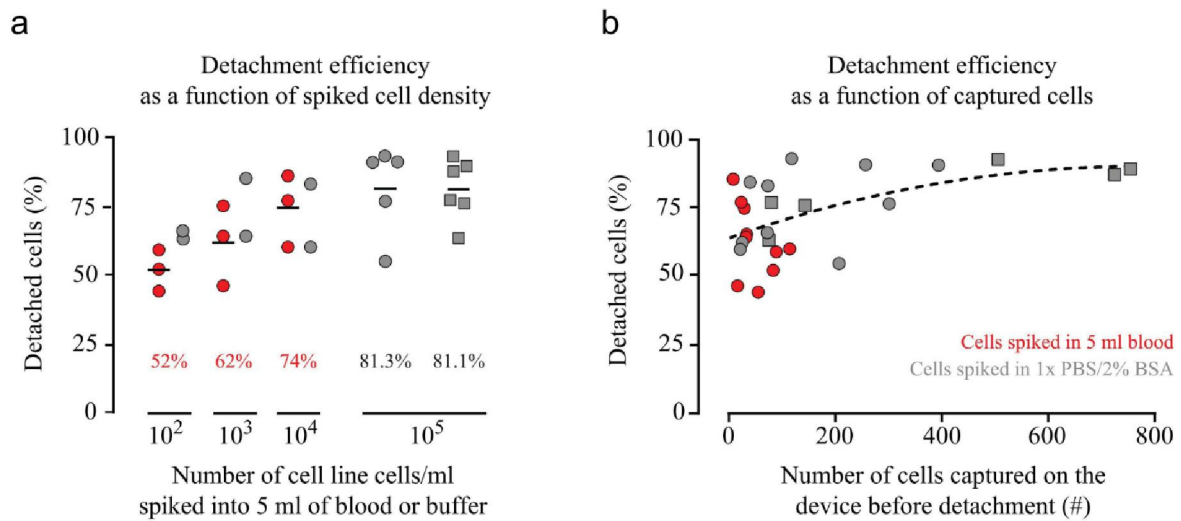 a
Detachment efficiency
as a function of spiked cell density
Detached cells (%)
100
75
50
25
0
52%
62%
74%
81.3%
81.1%
10²
10³
10⁴
10⁵
Number of cell line cells/ml
spiked into 5 ml of blood or buffer
b
Detachment efficiency
as a function of captured cells
Detached cells (%)
100
75
50
25
0
Cells spiked in 5 ml blood
Cells spiked in 1x PBS/2% BSA
0
200
400
600
800
Number of cells captured on the
device before detachment (#)